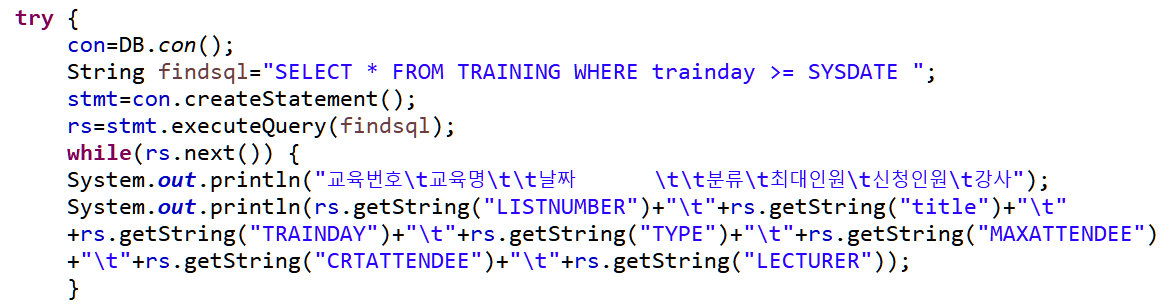 try {
con=DB.con();
String findsql="SELECT * FROM TRAINING WHERE trainday >= SYSDATE ";
stmt=con.createStatement();
rs=stmt.executeQuery(findsql);
while(rs.next()) {
System.out.println("교육번호\t교육명\t\t날짜      \t\t분류\t최대인원\t신청인원\t강사");
System.out.println(rs.getString("LISTNUMBER")+"\t"+rs.getString("title")+"\t"
+rs.getString("TRAINDAY")+"\t"+rs.getString("TYPE")+"\t"+rs.getString("MAXATTENDEE")
+"\t"+rs.getString("CRTATTENDEE")+"\t"+rs.getString("LECTURER"));
}